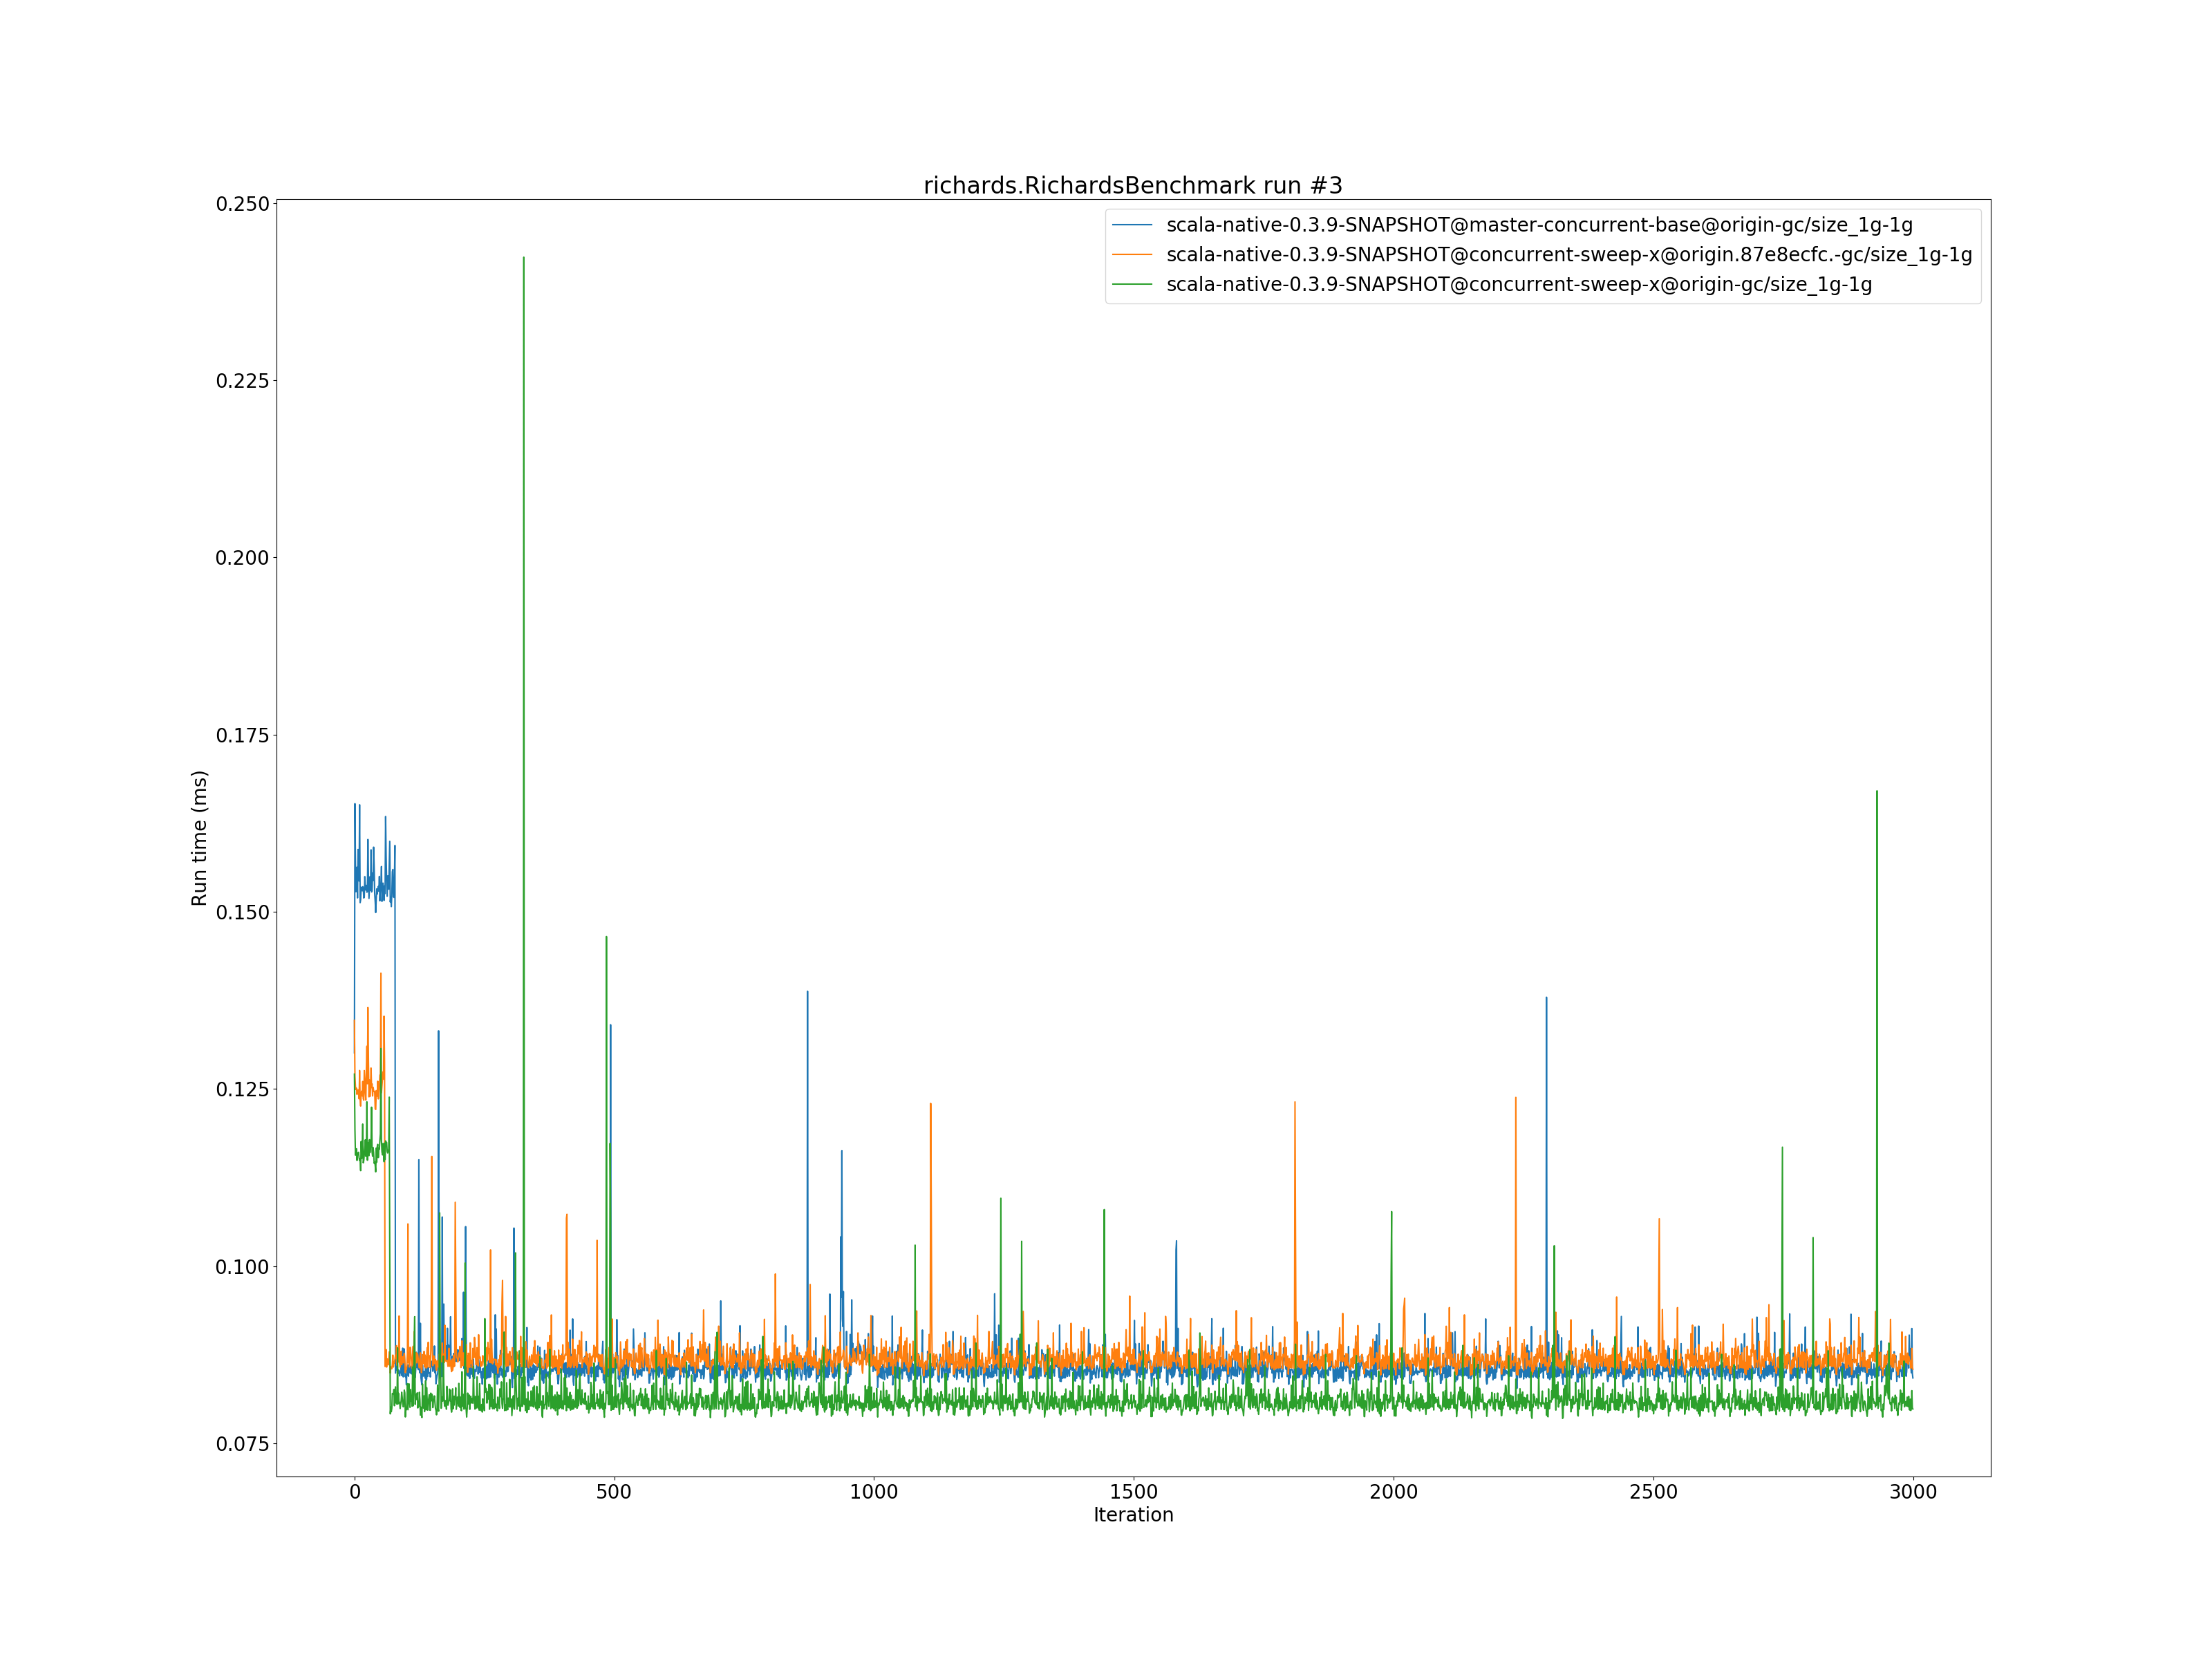 richards.RichardsBenchmark run #3
scala-native-0.3.9-SNAPSHOT@master-concurrent-base@origin-gc/size_1g-1g
scala-native-0.3.9-SNAPSHOT@concurrent-sweep-x@origin.87e8ecfc.-gc/size_1g-1g
scala-native-0.3.9-SNAPSHOT@concurrent-sweep-x@origin-gc/size_1g-1g
Run time (ms)
0.250
0.225
0.200
0.175
0.150
0.125
0.100
0.075
0 500 1000 1500 2000 2500 3000
Iteration